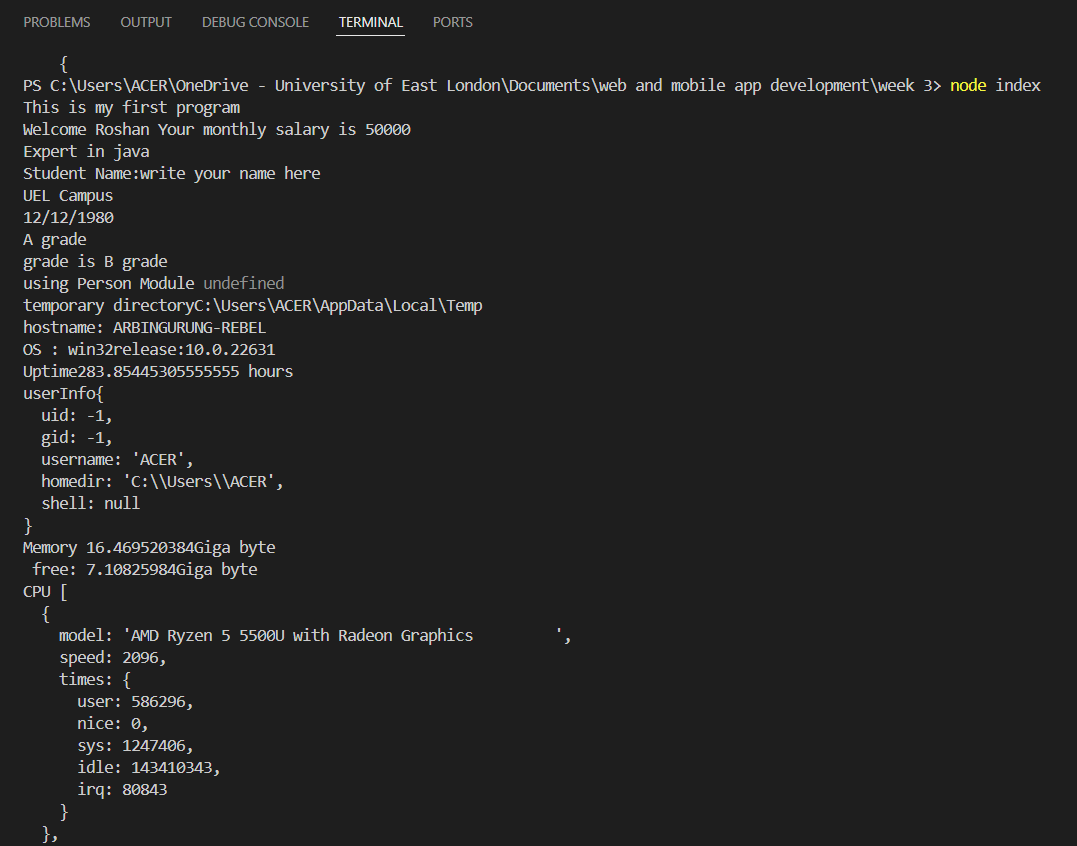 PROBLEMS OUTPUT DEBUG CONSOLE TERMINAL PORTS
{
PS C:\Users\ACER\OneDrive - University of East London\Documents\web and mobile app development\week 3> node index
This is my first program
Welcome Roshan Your monthly salary is 50000
Expert in java
Student Name:write your name here
UEL Campus
12/12/1980
A grade
grade is B grade
using Person Module undefined
temporary directoryC:\Users\ACER\AppData\Local\Temp
hostname: ARBINGURUNG-REBEL
OS : win32release:10.0.22631
Uptime283.85445305555555 hours
userInfo{
  uid: -1,
  gid: -1,
  username: 'ACER',
  homedir: 'C:\\Users\\ACER',
  shell: null
}
Memory 16.469520384Giga byte
 free: 7.10825984Giga byte
CPU [
  {
    model: 'AMD Ryzen 5 5500U with Radeon Graphics         ',
    speed: 2096,
    times: {
      user: 586296,
      nice: 0,
      sys: 1247406,
      idle: 143410343,
      irq: 80843
    }
  },